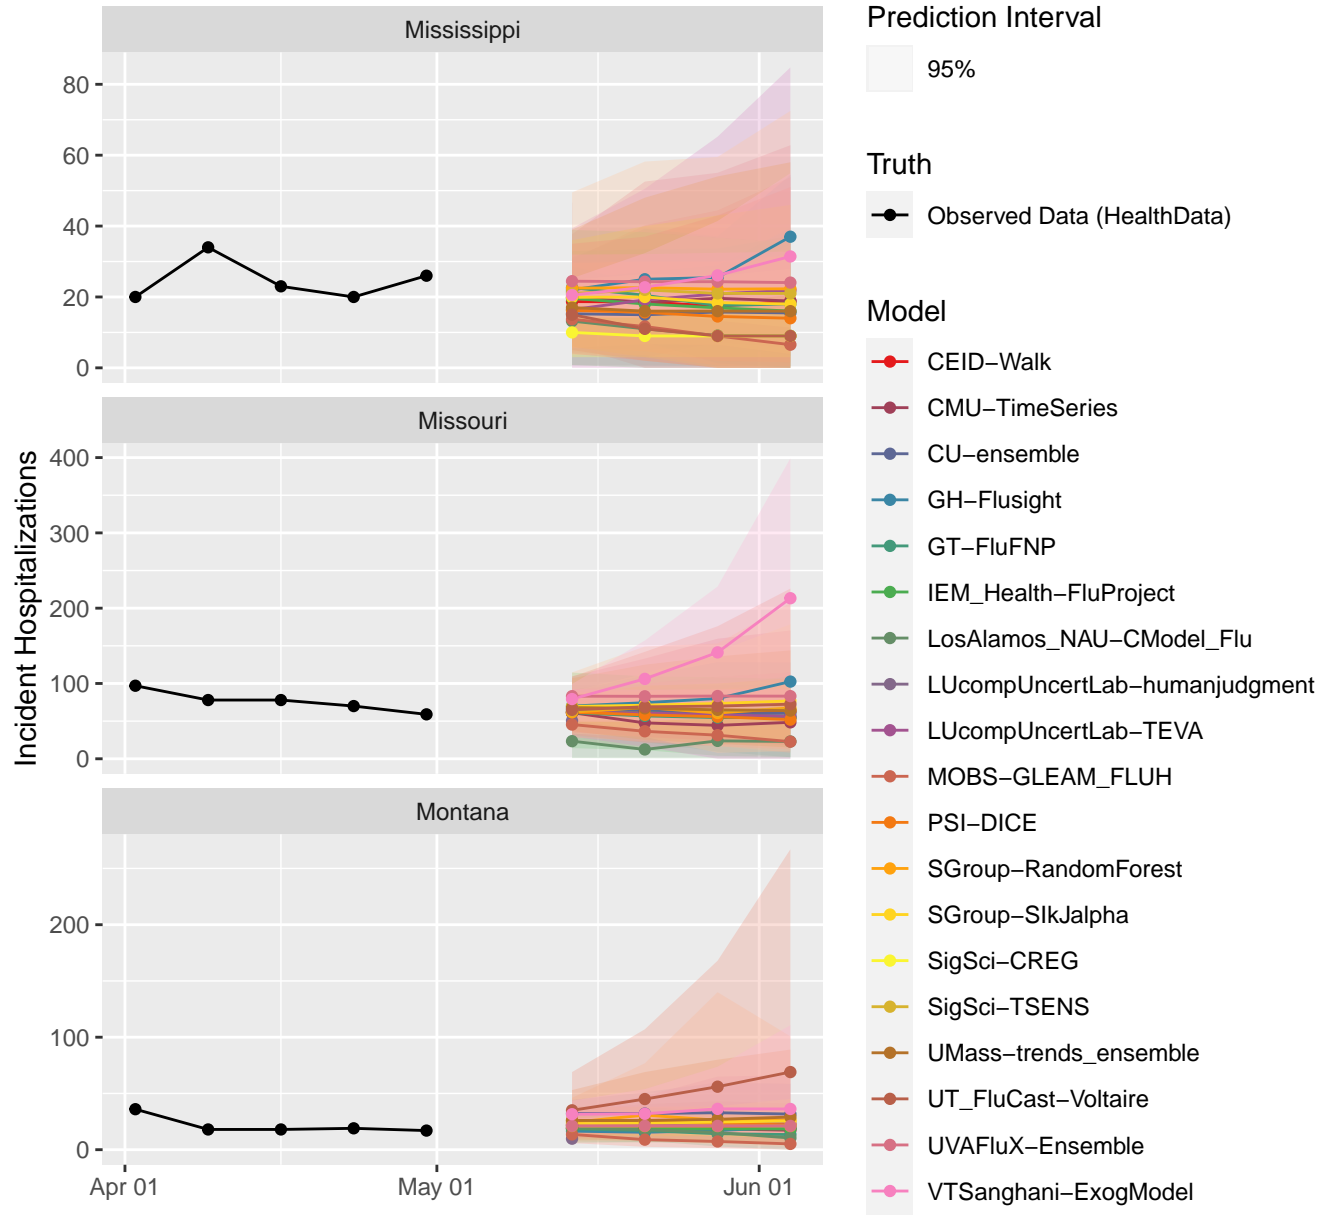 Mississippi
80
60
40
20
0
Missouri
400
300
200
100
0
Montana
200
100
0
Apr 01
May 01
Jun 01
Incident Hospitalizations
Prediction Interval
95%
Truth
Observed Data (HealthData)
Model
CEID−Walk
CMU−TimeSeries
CU−ensemble
GH−Flusight
GT−FluFNP
IEM_Health−FluProject
LosAlamos_NAU−CModel_Flu
LUcompUncertLab−humanjudgment
LUcompUncertLab−TEVA
MOBS−GLEAM_FLUH
PSI−DICE
SGroup−RandomForest
SGroup−SIkJalpha
SigSci−CREG
SigSci−TSENS
UMass−trends_ensemble
UT_FluCast−Voltaire
UVAFluX−Ensemble
VTSanghani−ExogModel